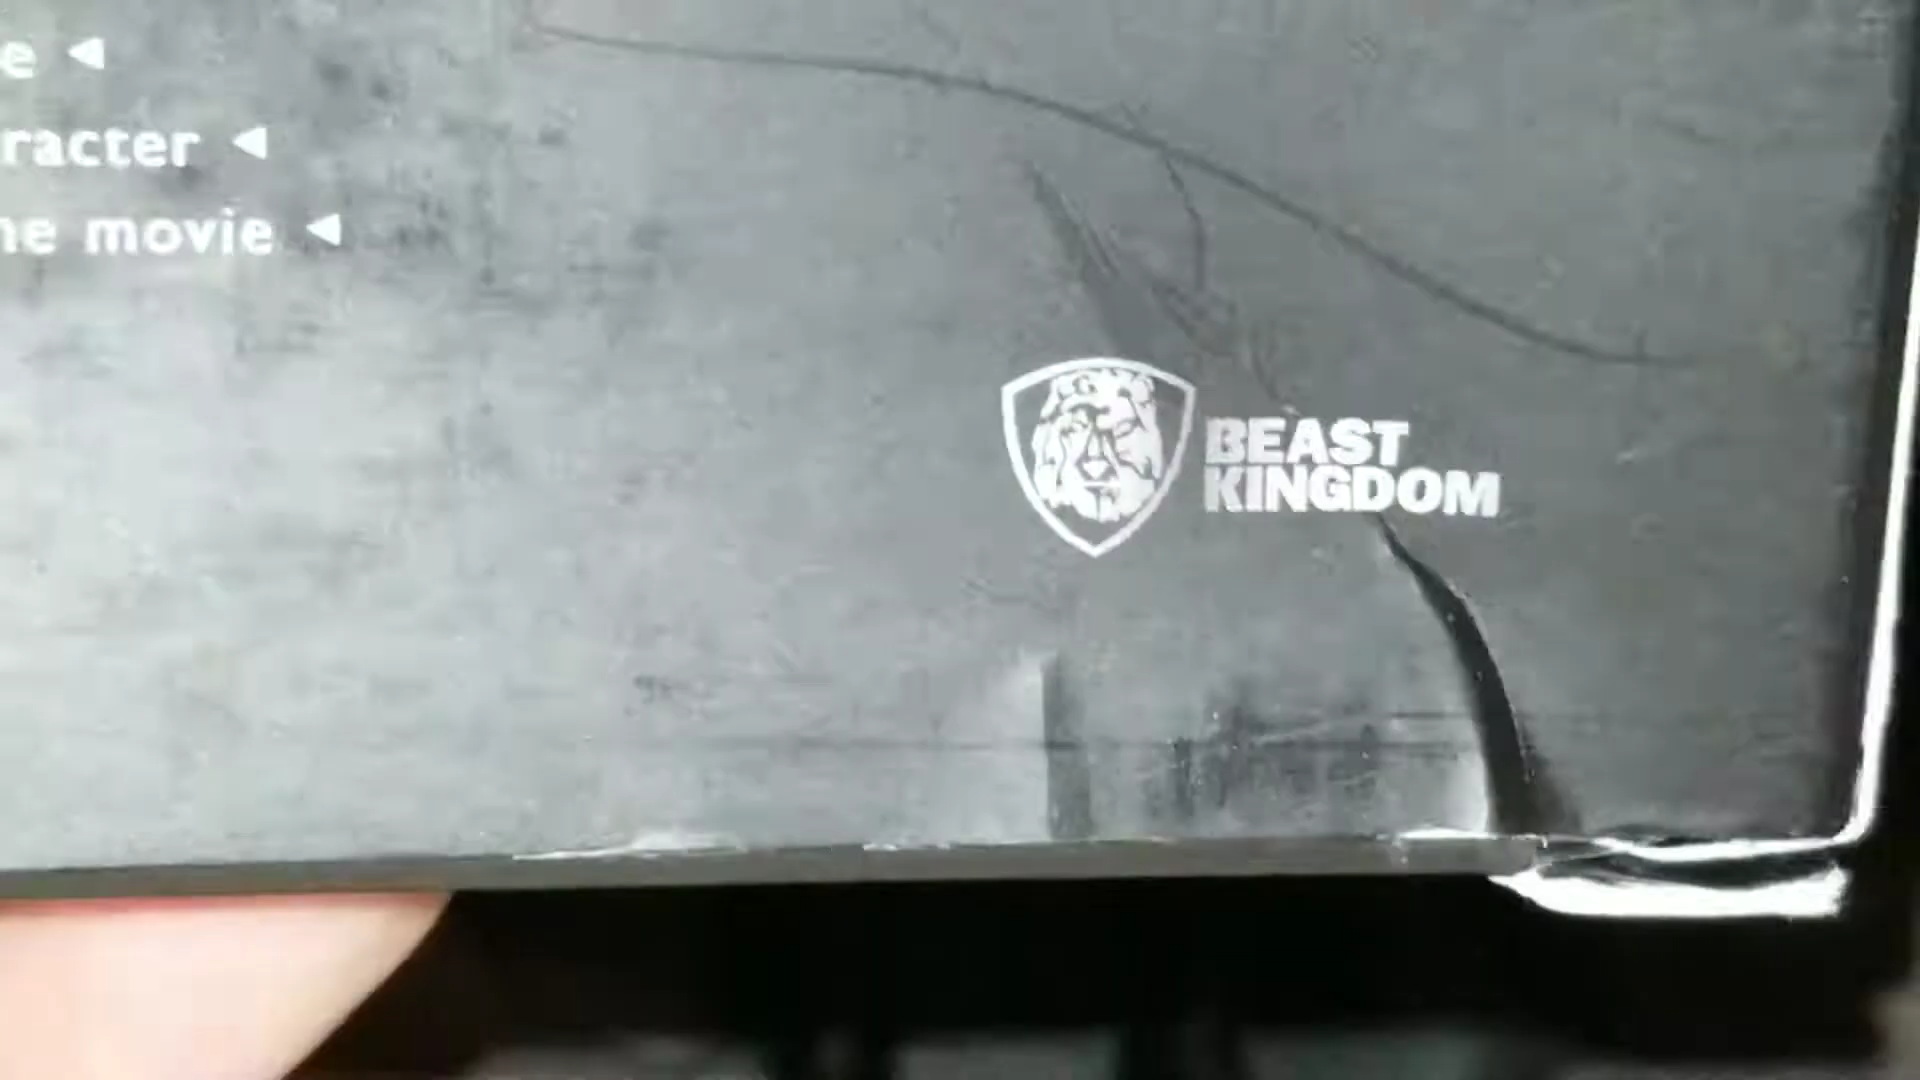 e ◄
racter ◄
ne movie ◄
BEAST
KINGDOM